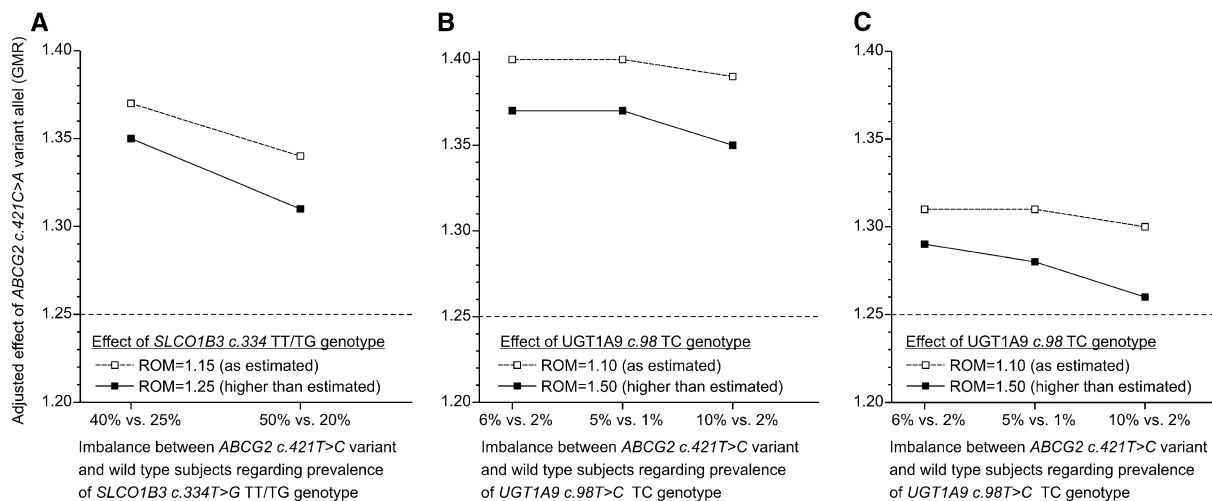 A
Adjusted effect of ABCG2 c.421C>A variant allel (GMR)
1.40
1.35
1.30
1.25
1.20
Effect of SLCO1B3 c.334 TT/TG genotype
ROM=1.15 (as estimated)
ROM=1.25 (higher than estimated)
40% vs. 25%
50% vs. 20%
Imbalance between ABCG2 c.421T>C variant
and wild type subjects regarding prevalence
of SLCO1B3 c.334T>G TT/TG genotype
B
1.40
1.35
1.30
1.25
1.20
Effect of UGT1A9 c.98 TC genotype
ROM=1.10 (as estimated)
ROM=1.50 (higher than estimated)
6% vs. 2%
5% vs. 1%
10% vs. 2%
Imbalance between ABCG2 c.421T>C variant
and wild type subjects regarding prevalence
of UGT1A9 c.98T>C TC genotype
C
1.40
1.35
1.30
1.25
1.20
Effect of UGT1A9 c.98 TC genotype
ROM=1.10 (as estimated)
ROM=1.50 (higher than estimated)
6% vs. 2%
5% vs. 1%
10% vs. 2%
Imbalance between ABCG2 c.421T>C variant
and wild type subjects regarding prevalence
of UGT1A9 c.98T>C TC genotype